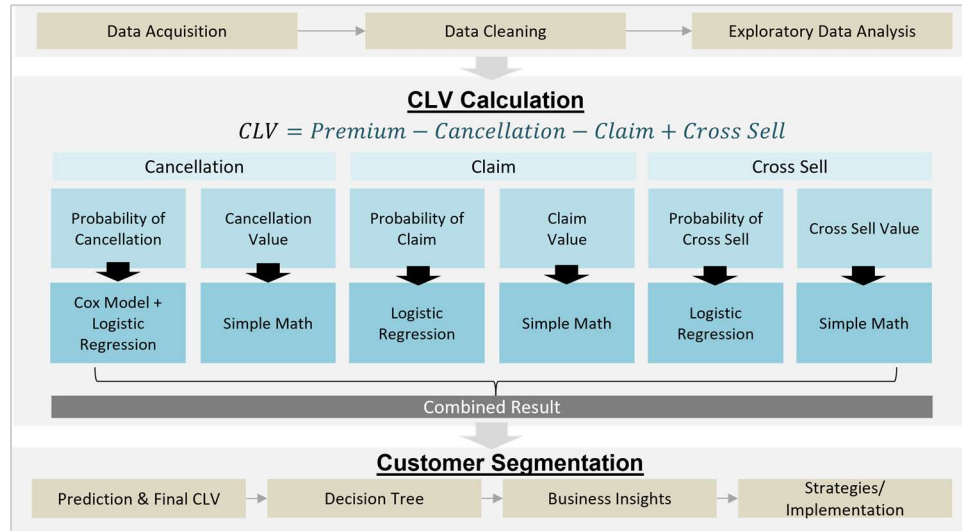 Data Acquisition
Data Cleaning
Exploratory Data Analysis
CLV Calculation
CLV = Premium − Cancellation − Claim + Cross Sell
Cancellation
Claim
Cross Sell
Probability of
Cancellation
Cancellation
Value
Probability of
Claim
Claim
Value
Probability of
Cross Sell
Cross Sell Value
Cox Model +
Logistic
Regression
Simple Math
Logistic
Regression
Simple Math
Logistic
Regression
Simple Math
Combined Result
Customer Segmentation
Prediction & Final CLV
Decision Tree
Business Insights
Strategies/
Implementation